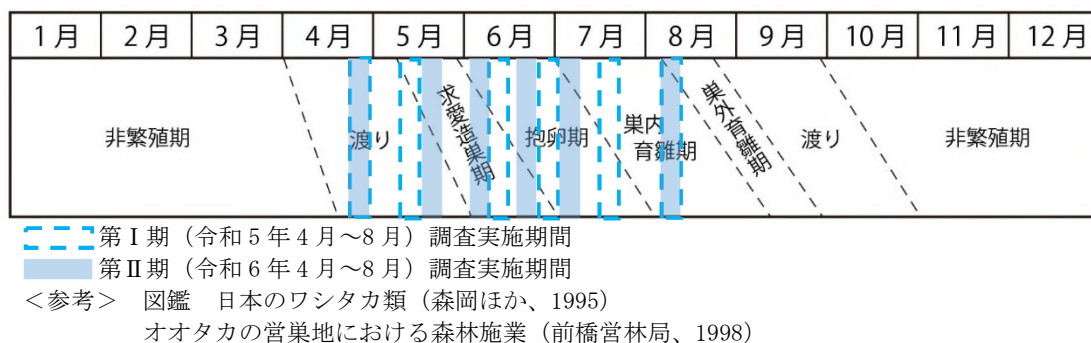 1月 2月 3月 4月 5月 6月 7月 8月 9月 10月 11月 12月
非繁殖期 渡り 求愛造巣期 抱卵期 巣内育雛期 巣外育雛期 渡り 非繁殖期
第Ⅰ期(令和5年4月~8月)調査実施期間
第Ⅱ期(令和6年4月~8月)調査実施期間
<参考> 図鑑 日本のワシタカ類(森岡ほか、1995)
オオタカの営巣地における森林施業(前橋営林局、1998)